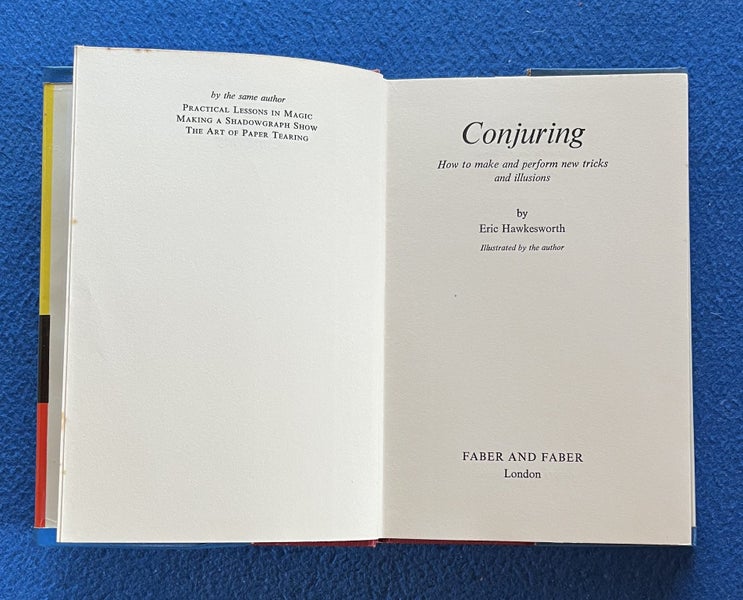 by the same author
Practical Lessons in Magic
Making a Shadowgraph Show
The Art of Paper Tearing
Conjuring
How to make and perform new tricks
and illusions
by
Eric Hawkesworth
Illustrated by the author
FABER AND FABER
London